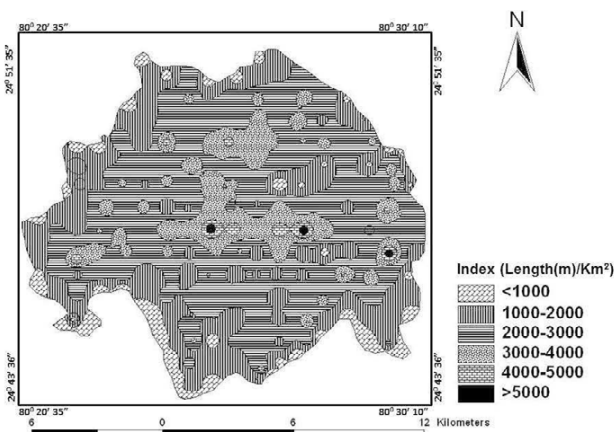 80° 20' 35"
80° 30' 10"
N
24° 51' 35"
24° 51' 35"
Index (Length(m)/Km²)
<1000
1000-2000
2000-3000
3000-4000
4000-5000
>5000
24° 43' 36"
24° 43' 36"
80° 20' 35"
80° 30' 10"
6 0 6 12 Kilometers